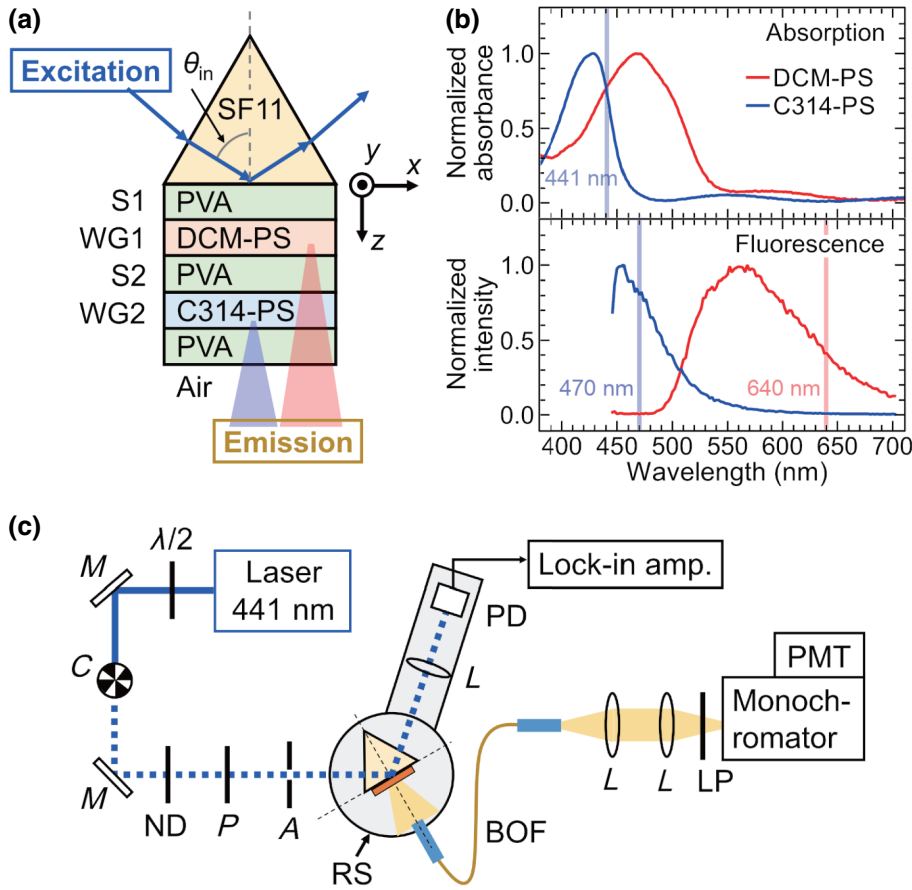 (a)
Excitation
θin
SF11
y
x
z
S1
PVA
WG1
DCM-PS
S2
PVA
WG2
C314-PS
PVA
Air
Emission
(b)
Normalized
absorbance
1.0
0.5
0.0
Absorption
DCM-PS
C314-PS
441 nm
Normalized
intensity
1.0
0.5
0.0
Fluorescence
470 nm
640 nm
400 450 500 550 600 650 700
Wavelength (nm)
(c)
M
λ/2
Laser
441 nm
C
M
ND
P
A
RS
PD
L
Lock-in amp.
BOF
L
L
LP
PMT
Monoch-
romator